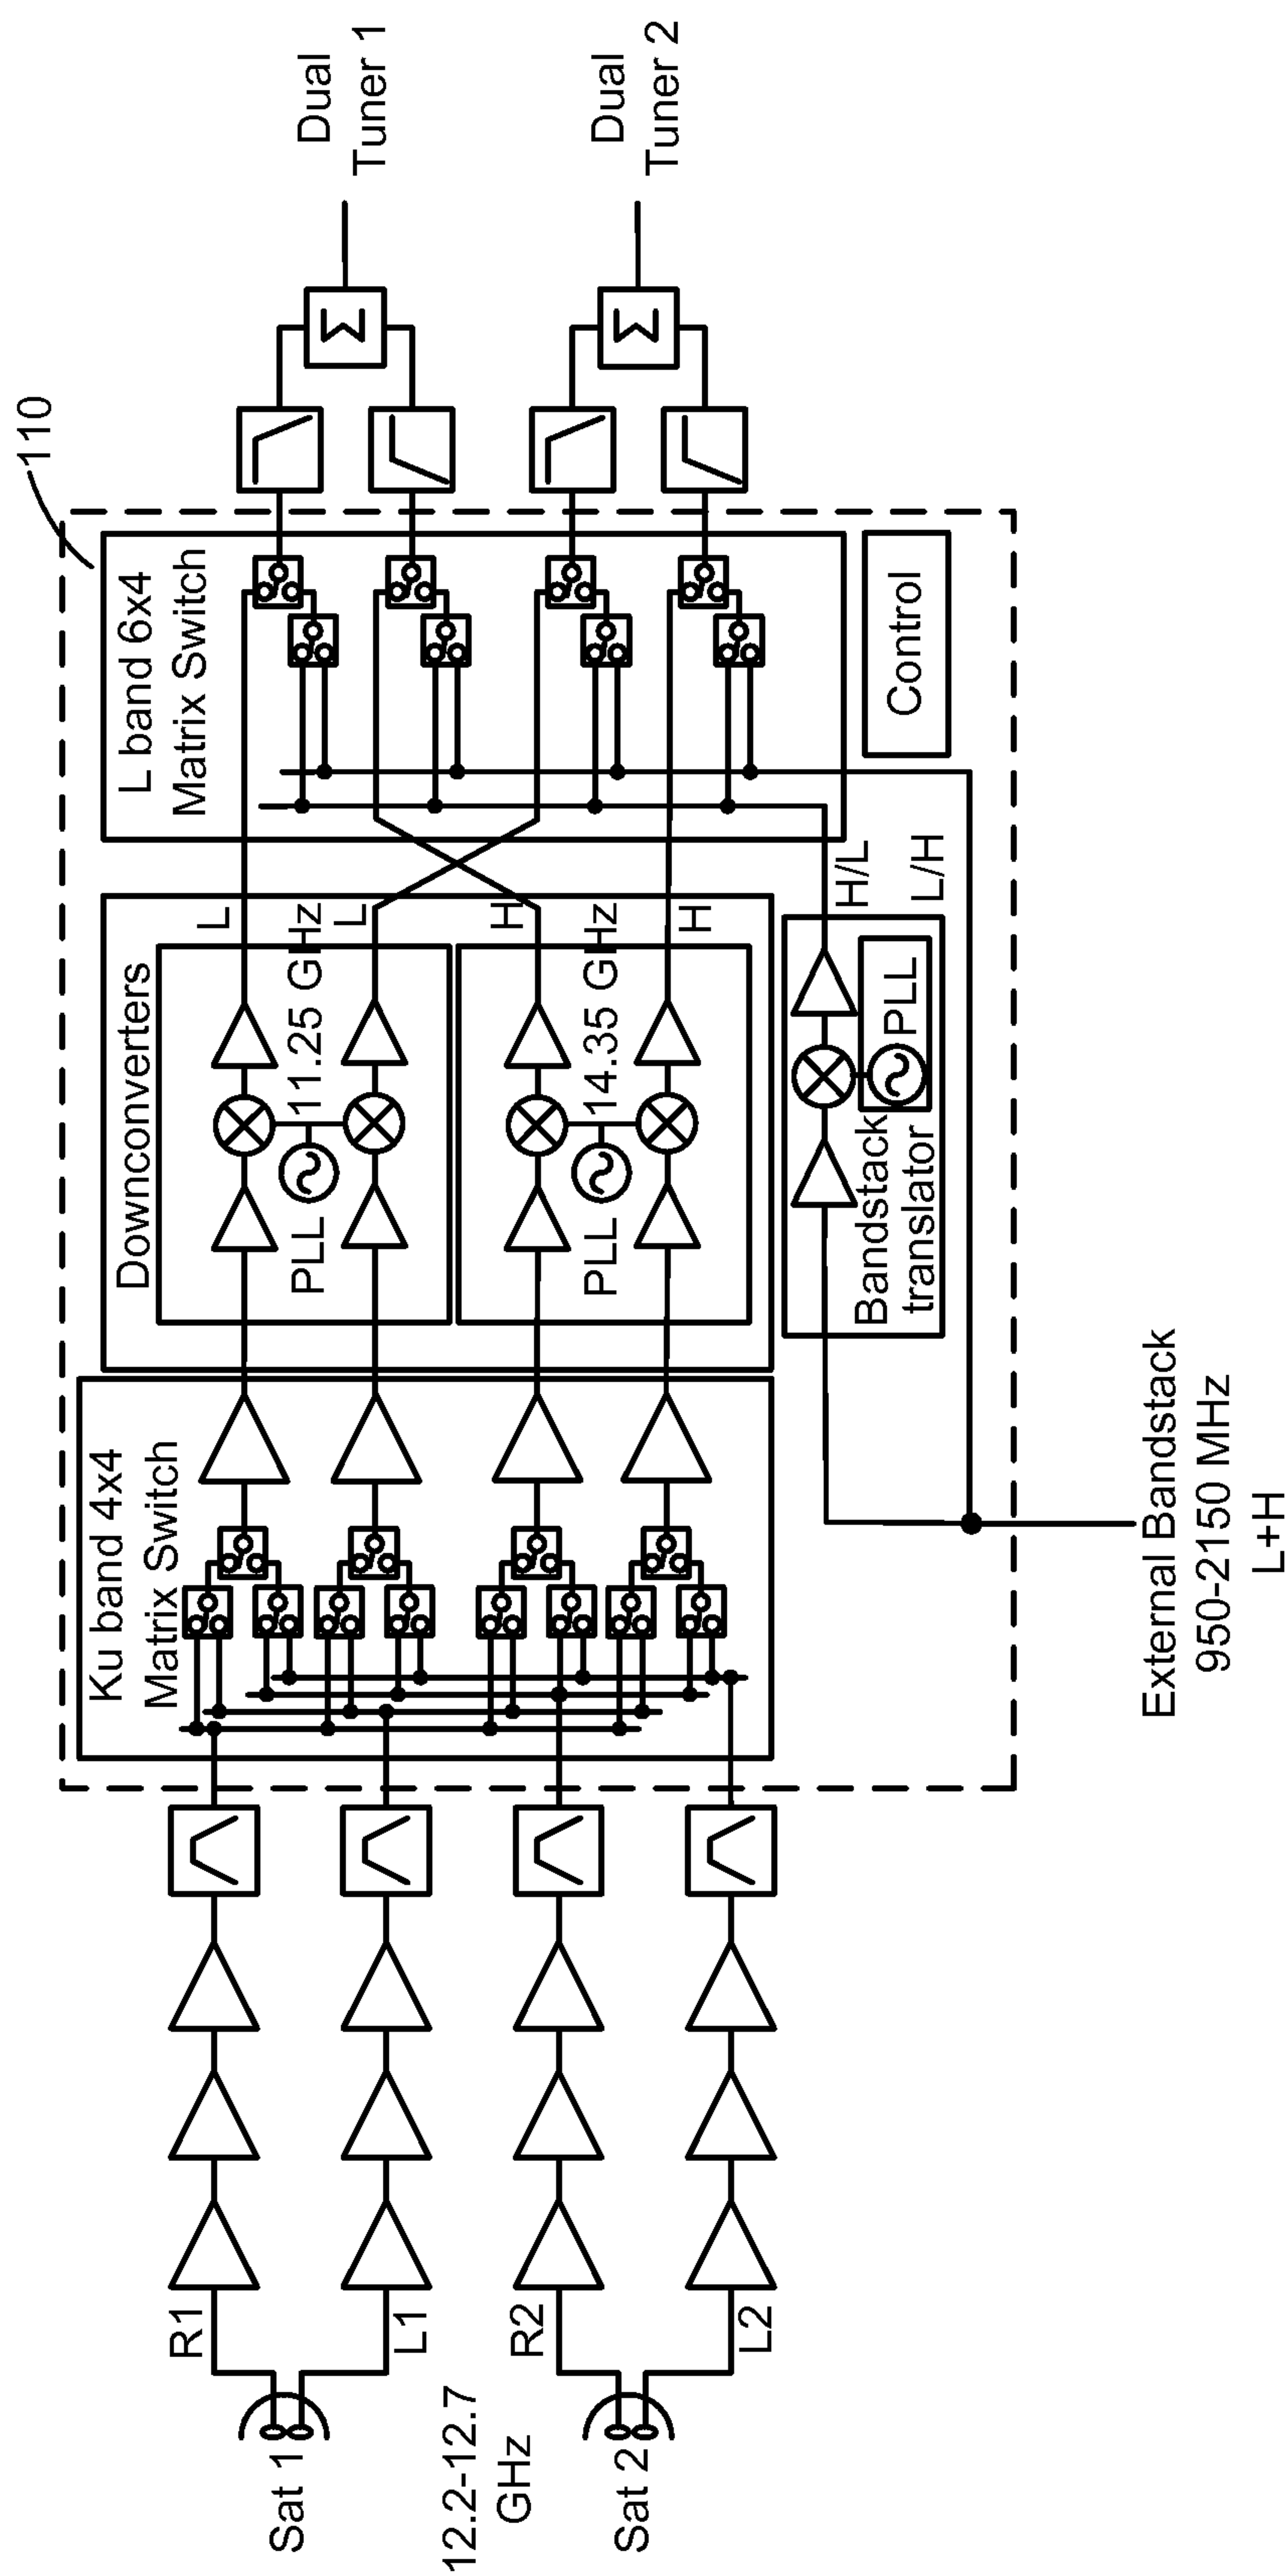 110
Sat 1
R1
L1
12.2-12.7
GHz
Sat 2
R2
L2
Ku band 4x4
Matrix Switch
Downconverters
PLL
11.25 GHz
L
L
PLL
14.35 GHz
H
H
L band 6x4
Matrix Switch
Control
Bandstack
translator
PLL
H/L
L/H
External Bandstack
950-2150 MHz
L+H
Σ
Dual
Tuner 1
Σ
Dual
Tuner 2